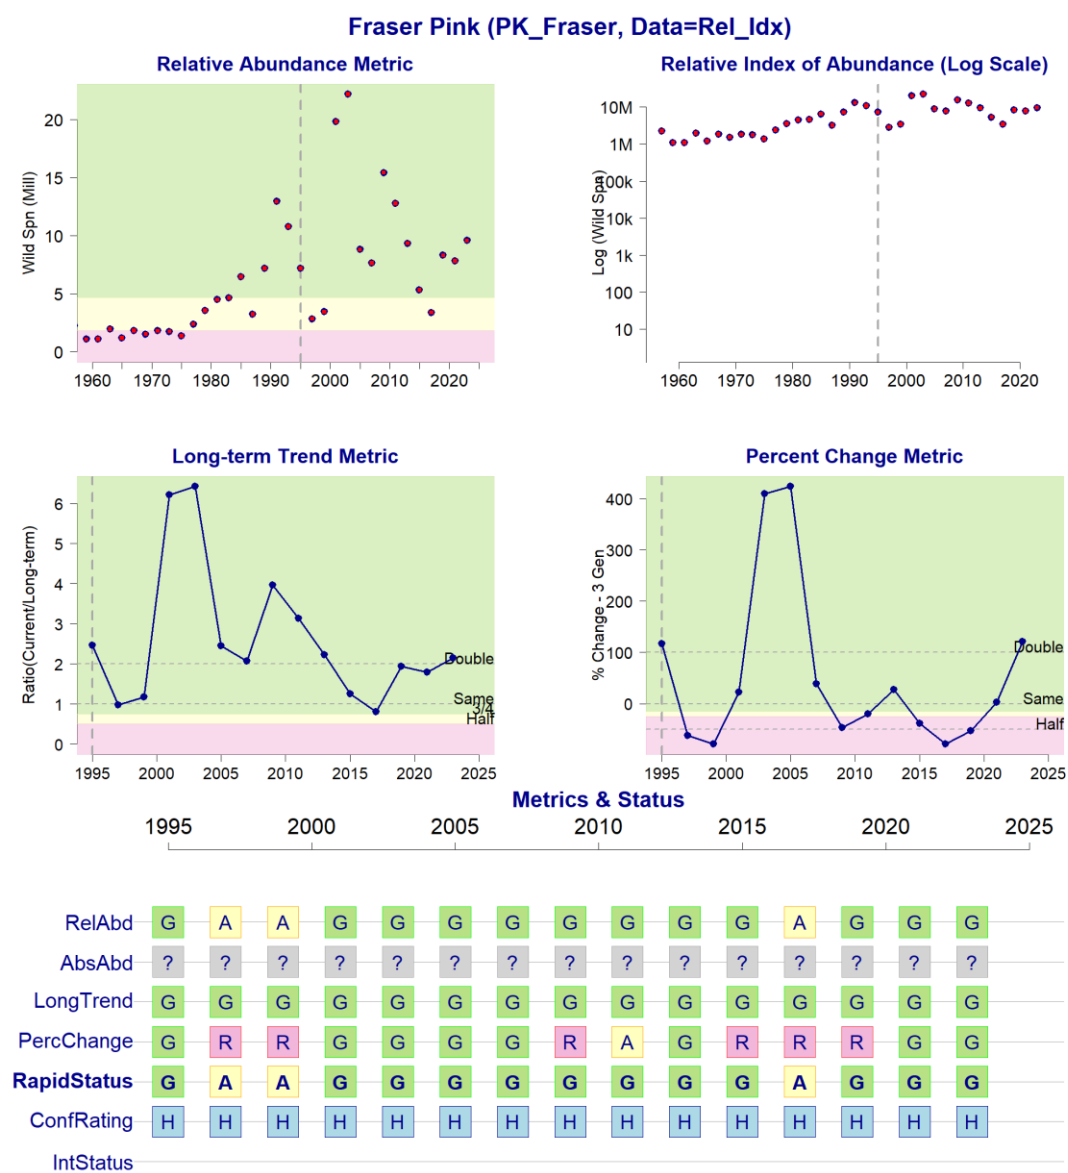 Fraser Pink (PK_Fraser, Data=Rel_Idx)
Relative Abundance Metric
Wild Spn (Mill)
20
15
10
5
0
1960 1970 1980 1990 2000 2010 2020
Relative Index of Abundance (Log Scale)
Log (Wild Spn)
10M
1M
100k
10k
1k
100
10
1960 1970 1980 1990 2000 2010 2020
Long-term Trend Metric
Ratio(Current/Long-term)
6
5
4
3
2
1
0
Double
Same
3/4
Half
1995 2000 2005 2010 2015 2020 2025
Percent Change Metric
% Change - 3 Gen
400
300
200
100
0
Double
Same
Half
1995 2000 2005 2010 2015 2020 2025
Metrics & Status
1995 2000 2005 2010 2015 2020 2025
RelAbd G A A G G G G G G G G A G G G
AbsAbd ? ? ? ? ? ? ? ? ? ? ? ? ? ? ?
LongTrend G G G G G G G G G G G G G G G
PercChange G R R G G G G R A G R R R G G
RapidStatus G A A G G G G G G G G A G G G
ConfRating H H H H H H H H H H H H H H H
IntStatus